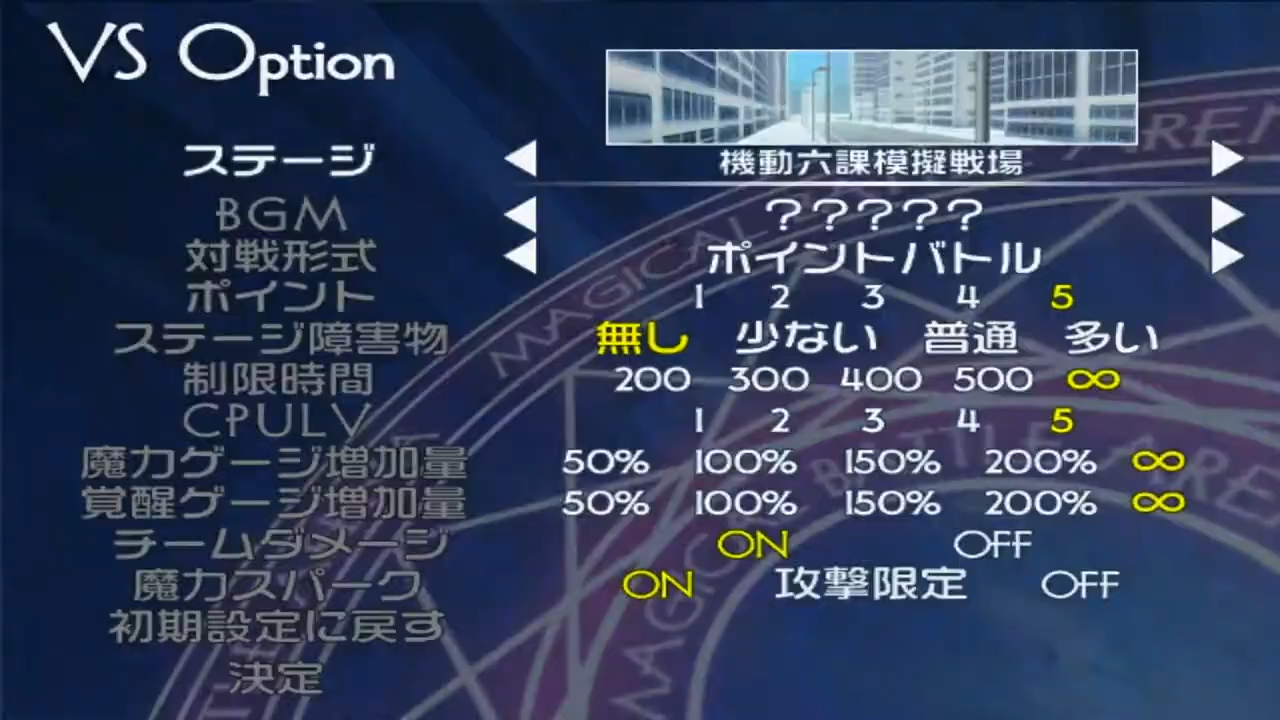 VS Option
ステージ 機動六課模擬戦場
BGM ?????
対戦形式 ポイントバトル
ポイント 1 2 3 4 5
ステージ障害物 無し 少ない 普通 多い
制限時間 200 300 400 500 ∞
CPULV 1 2 3 4 5
魔力ゲージ増加量 50% 100% 150% 200% ∞
覚醒ゲージ増加量 50% 100% 150% 200% ∞
チームダメージ ON OFF
魔力スパーク ON 攻撃限定 OFF
初期設定に戻す
決定